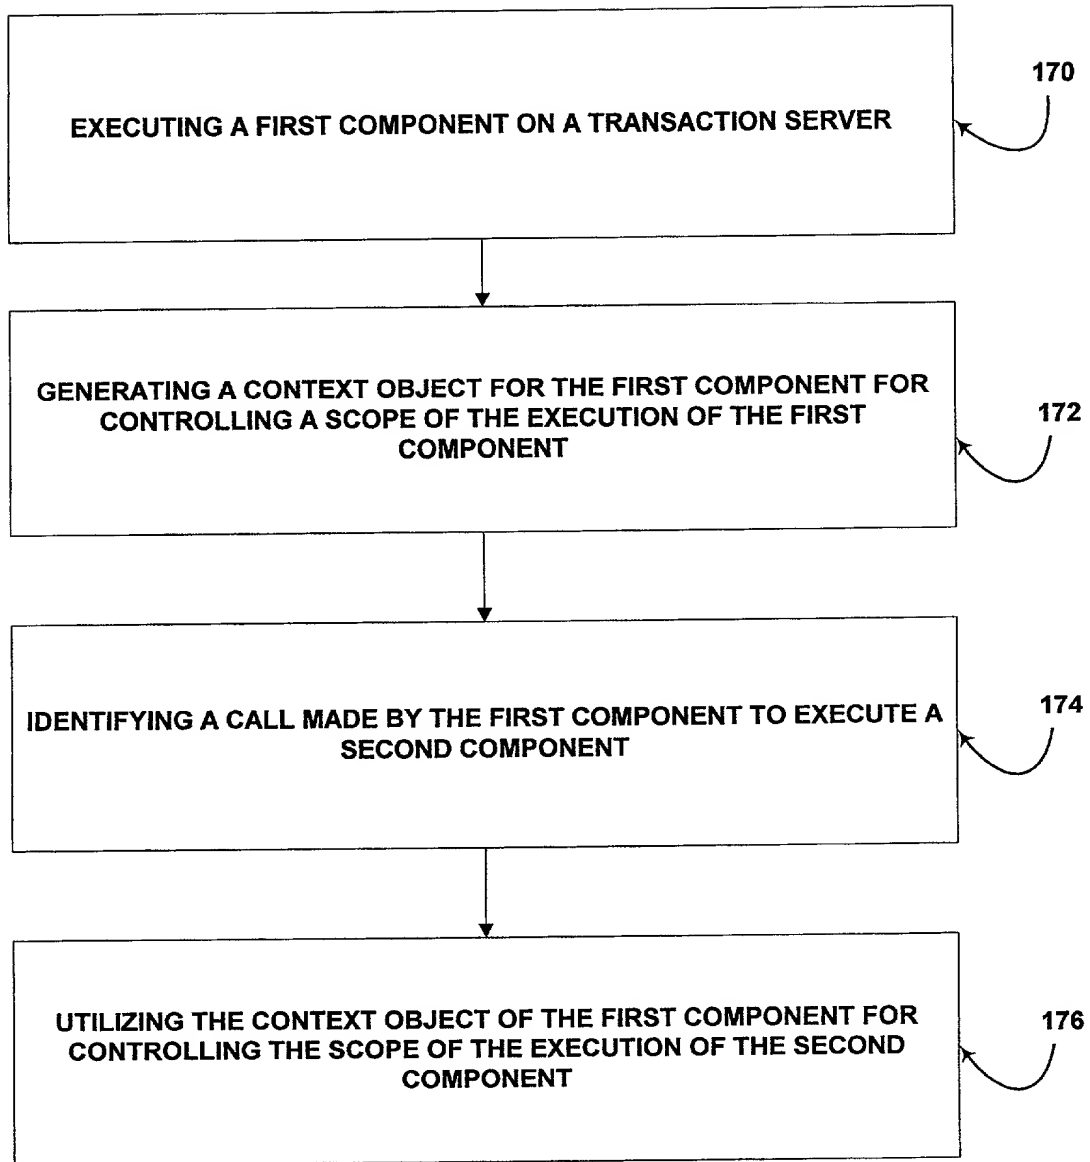 EXECUTING A FIRST COMPONENT ON A TRANSACTION SERVER
170
GENERATING A CONTEXT OBJECT FOR THE FIRST COMPONENT FOR
CONTROLLING A SCOPE OF THE EXECUTION OF THE FIRST
COMPONENT
172
IDENTIFYING A CALL MADE BY THE FIRST COMPONENT TO EXECUTE A
SECOND COMPONENT
174
UTILIZING THE CONTEXT OBJECT OF THE FIRST COMPONENT FOR
CONTROLLING THE SCOPE OF THE EXECUTION OF THE SECOND
COMPONENT
176